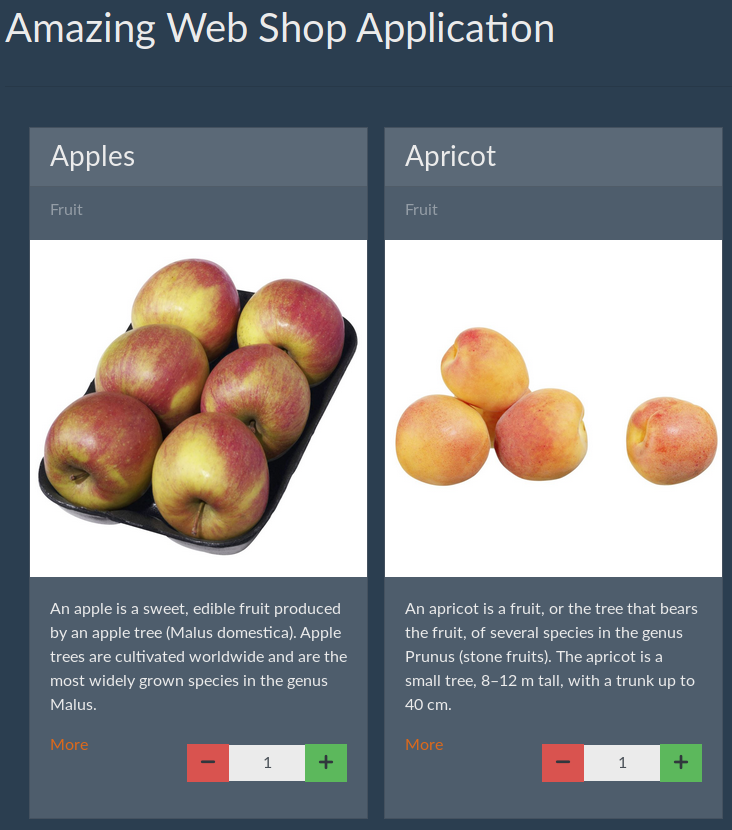 Amazing Web Shop Application
Apples
Fruit
An apple is a sweet, edible fruit produced
by an apple tree (Malus domestica). Apple
trees are cultivated worldwide and are the
most widely grown species in the genus
Malus.
More
− 1 +
Apricot
Fruit
An apricot is a fruit, or the tree that bears
the fruit, of several species in the genus
Prunus (stone fruits). The apricot is a
small tree, 8–12 m tall, with a trunk up to
40 cm.
More
− 1 +